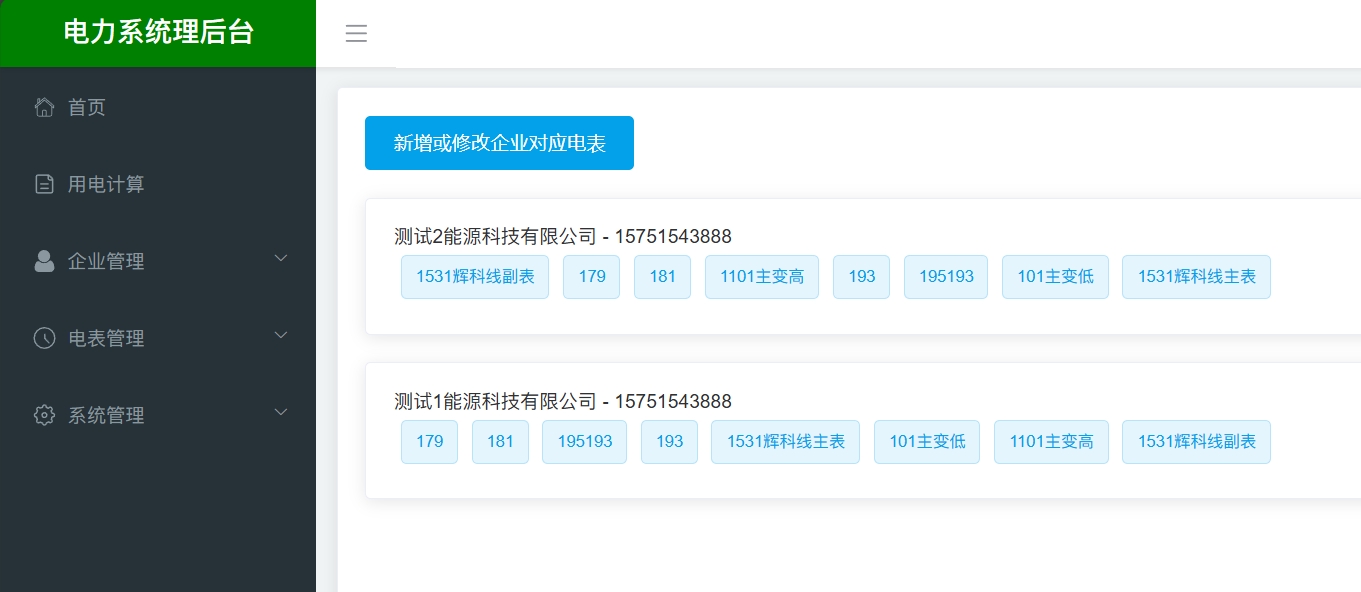 电力系统理后台
首页
用电计算
企业管理
电表管理
系统管理
新增或修改企业对应电表
测试2能源科技有限公司 - 15751543888
1531辉科线副表 179 181 1101主变高 193 195193 101主变低 1531辉科线主表
测试1能源科技有限公司 - 15751543888
179 181 195193 193 1531辉科线主表 101主变低 1101主变高 1531辉科线副表